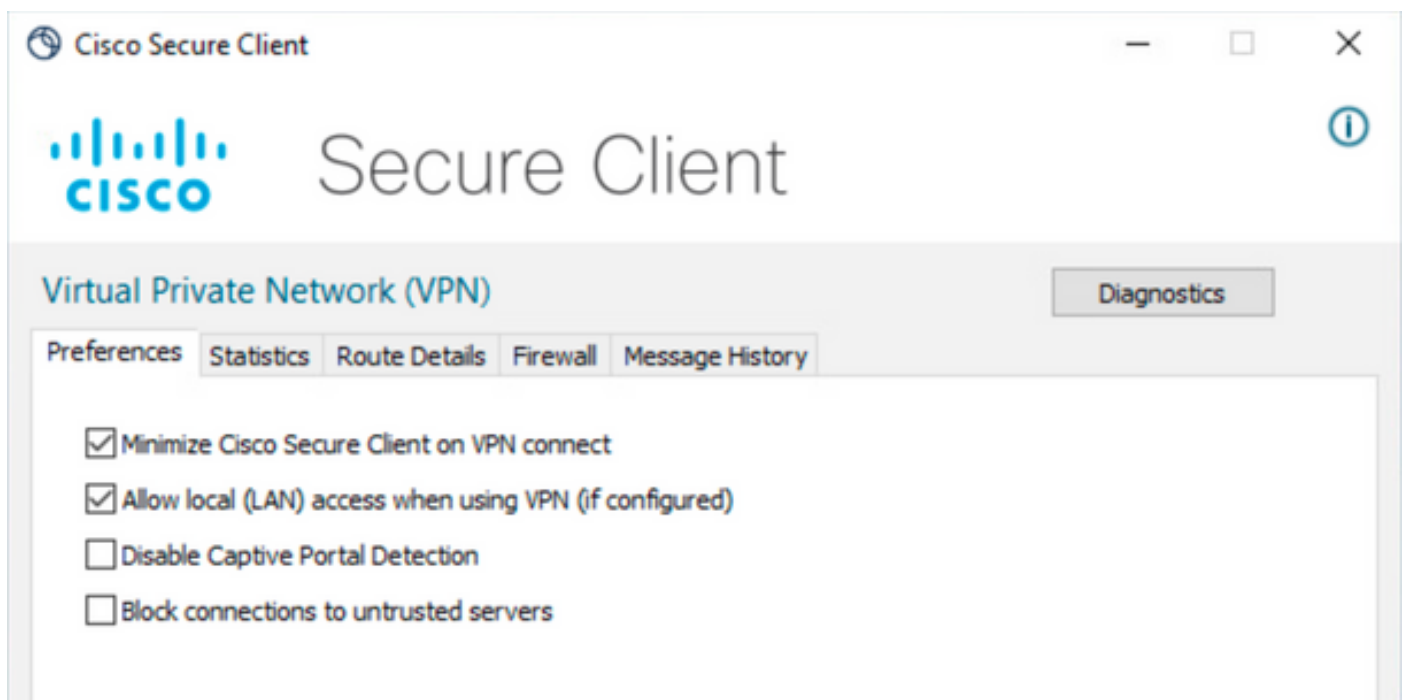 Cisco Secure Client
CISCO Secure Client
Virtual Private Network (VPN) Diagnostics
Preferences Statistics Route Details Firewall Message History
Minimize Cisco Secure Client on VPN connect
Allow local (LAN) access when using VPN (if configured)
Disable Captive Portal Detection
Block connections to untrusted servers